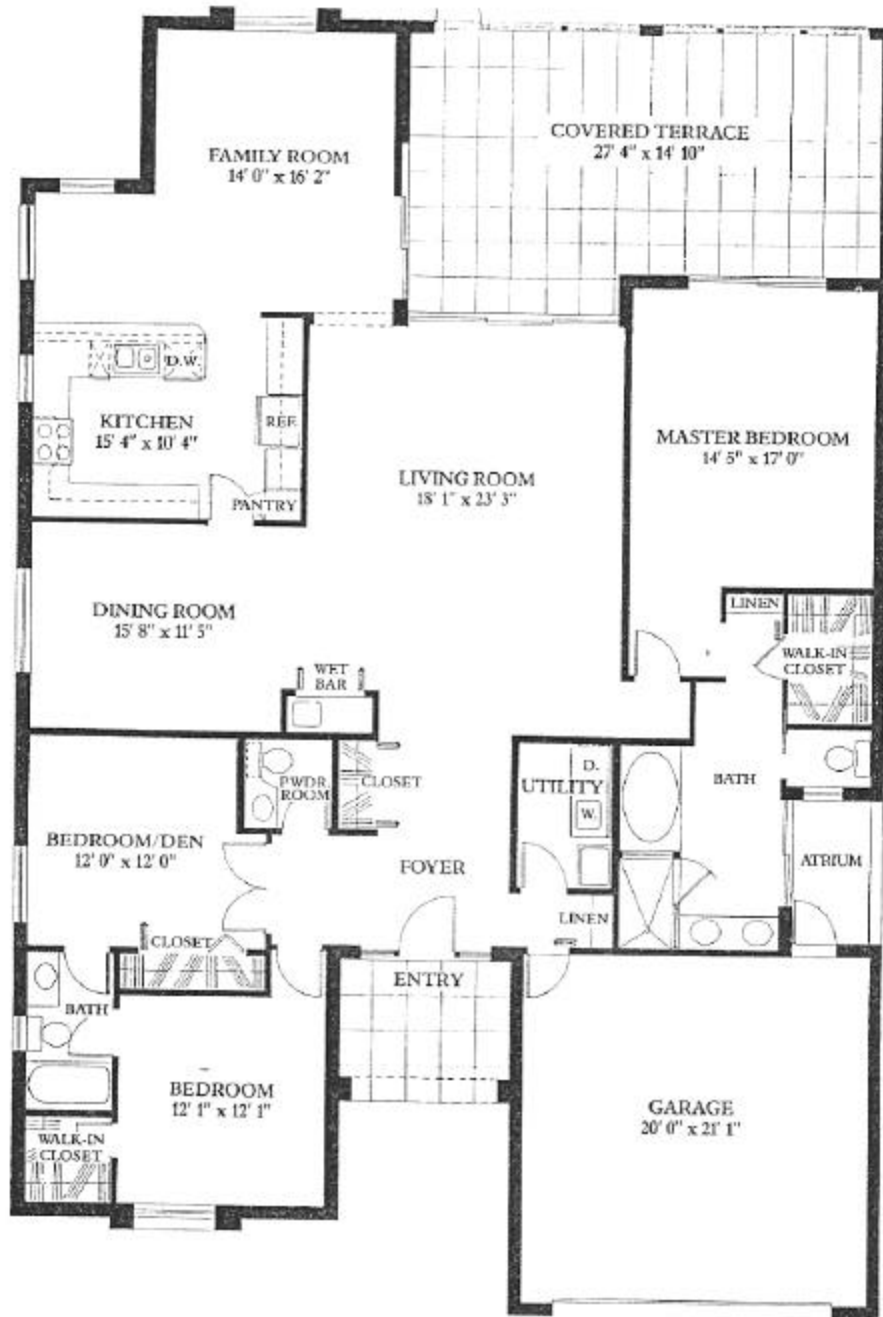 FAMILY ROOM
14' 0" x 16' 2"
COVERED TERRACE
27' 4" x 14' 10"
D.W.
KITCHEN
15' 4" x 10' 4"
REF.
PANTRY
LIVING ROOM
18' 1" x 23' 3"
MASTER BEDROOM
14' 5" x 17' 0"
DINING ROOM
15' 8" x 11' 5"
LINEN
WALK-IN
CLOSET
WET
BAR
PWDR.
ROOM
CLOSET
UTILITY
D.
W.
BATH
BEDROOM/DEN
12' 0" x 12' 0"
FOYER
ATRIUM
CLOSET
LINEN
ENTRY
BATH
BEDROOM
12' 1" x 12' 1"
WALK-IN
CLOSET
GARAGE
20' 0" x 21' 1"